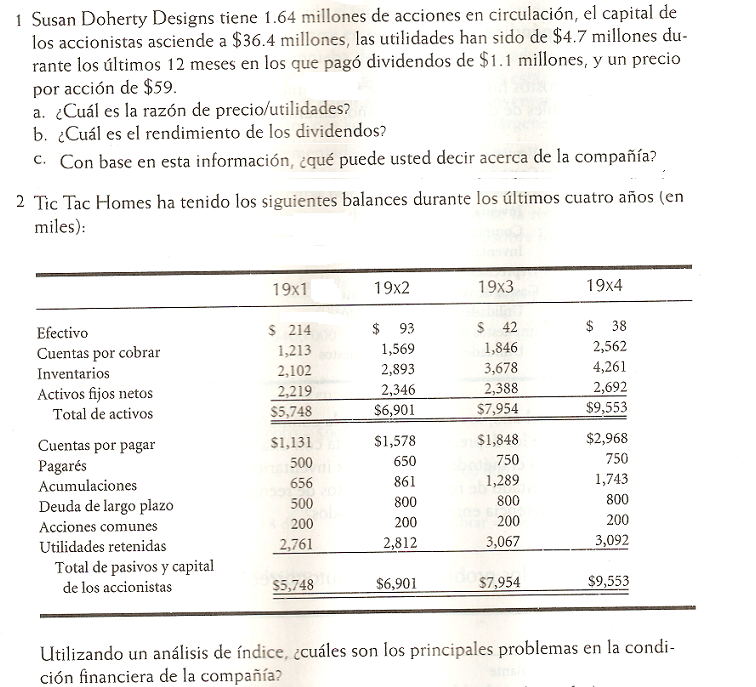 1 Susan Doherty Designs tiene 1.64 millones de acciones en circulación, el capital de
los accionistas asciende a $36.4 millones, las utilidades han sido de $4.7 millones du-
rante los últimos 12 meses en los que pagó dividendos de $1.1 millones, y un precio
por acción de $59.
a. ¿Cuál es la razón de precio/utilidades?
b. ¿Cuál es el rendimiento de los dividendos?
c. Con base en esta información, ¿qué puede usted decir acerca de la compañía?
2 Tic Tac Homes ha tenido los siguientes balances durante los últimos cuatro años (en
miles):
19x1 19x2 19x3 19x4
Efectivo $ 214 $ 93 $ 42 $ 38
Cuentas por cobrar 1,213 1,569 1,846 2,562
Inventarios 2,102 2,893 3,678 4,261
Activos fijos netos 2,219 2,346 2,388 2,692
Total de activos $5,748 $6,901 $7,954 $9,553
Cuentas por pagar $1,131 $1,578 $1,848 $2,968
Pagarés 500 650 750 750
Acumulaciones 656 861 1,289 1,743
Deuda de largo plazo 500 800 800 800
Acciones comunes 200 200 200 200
Utilidades retenidas 2,761 2,812 3,067 3,092
Total de pasivos y capital
de los accionistas $5,748 $6,901 $7,954 $9,553
Utilizando un análisis de índice, ¿cuáles son los principales problemas en la condi-
ción financiera de la compañía?